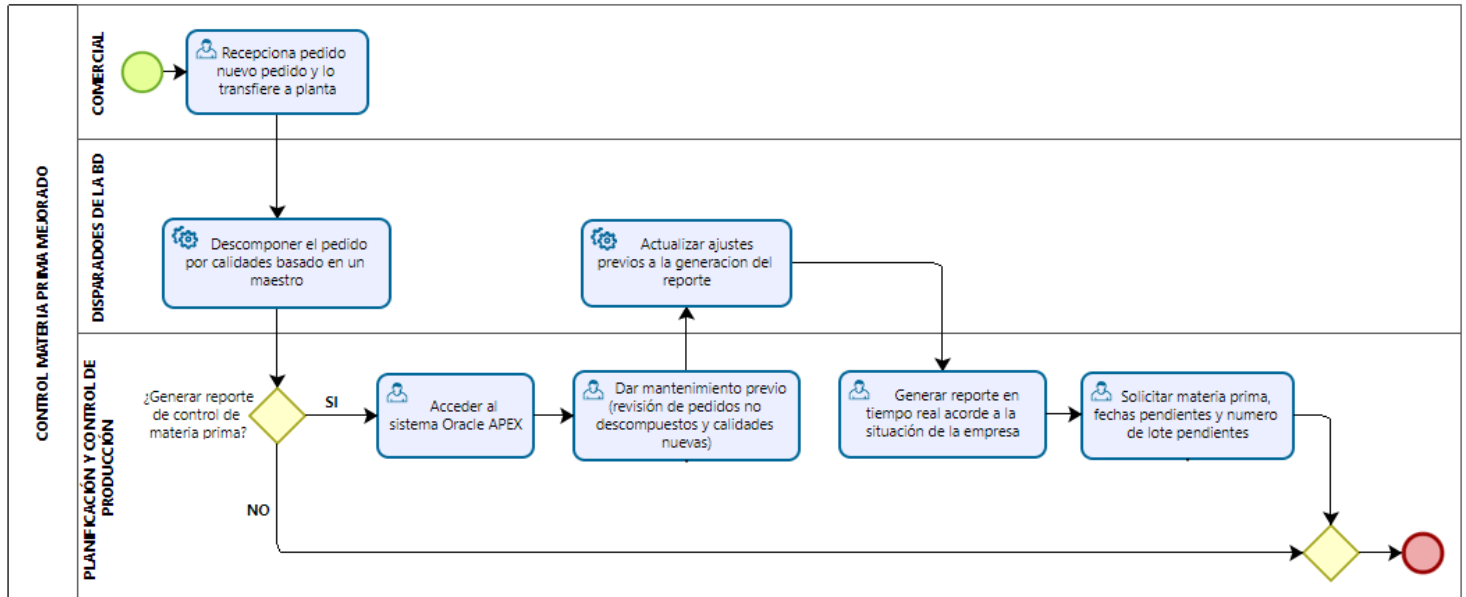 CONTROL MATERIA PRIMA MEJORADO
COMERCIAL
Recepciona pedido
nuevo pedido y lo
transfiere a planta
DISPARADOES DE LA BD
Descomponer el pedido
por calidades basado en un
maestro
Actualizar ajustes
previos a la generacion del
reporte
PLANIFICACIÓN Y CONTROL DE
PRODUCCIÓN
¿Generar reporte
de control de
materia prima?
SI
NO
Acceder al
sistema Oracle APEX
Dar mantenimiento previo
(revisión de pedidos no
descompuestos y calidades
nuevas)
Generar reporte en
tiempo real acorde a la
situación de la empresa
Solicitar materia prima,
fechas pendientes y numero
de lote pendientes